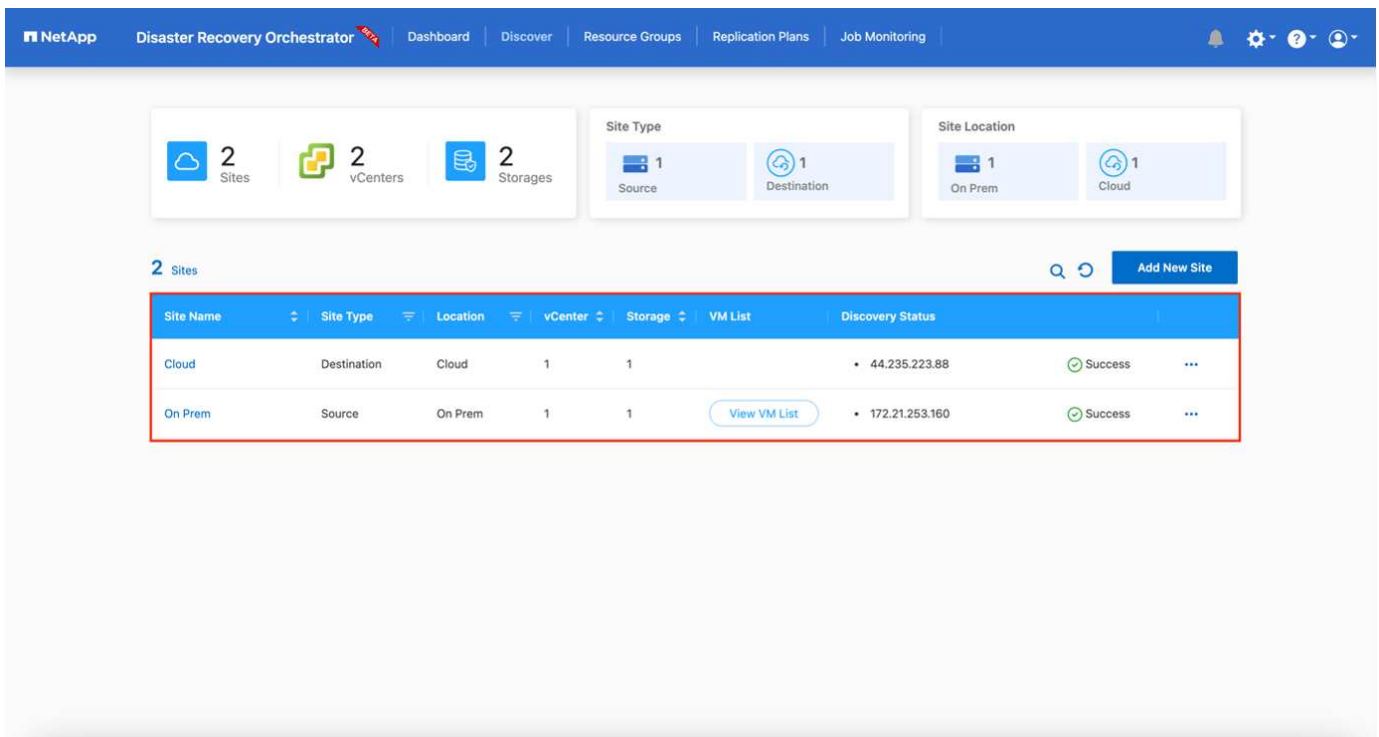 NetApp Disaster Recovery Orchestrator BETA Dashboard Discover Resource Groups Replication Plans Job Monitoring
Site Type Site Location
2 Sites 2 vCenters 2 Storages 1 Source 1 Destination 1 On Prem 1 Cloud
2 Sites Add New Site
Site Name Site Type Location vCenter Storage VM List Discovery Status
Cloud Destination Cloud 1 1 • 44.235.223.88 Success
On Prem Source On Prem 1 1 View VM List • 172.21.253.160 Success